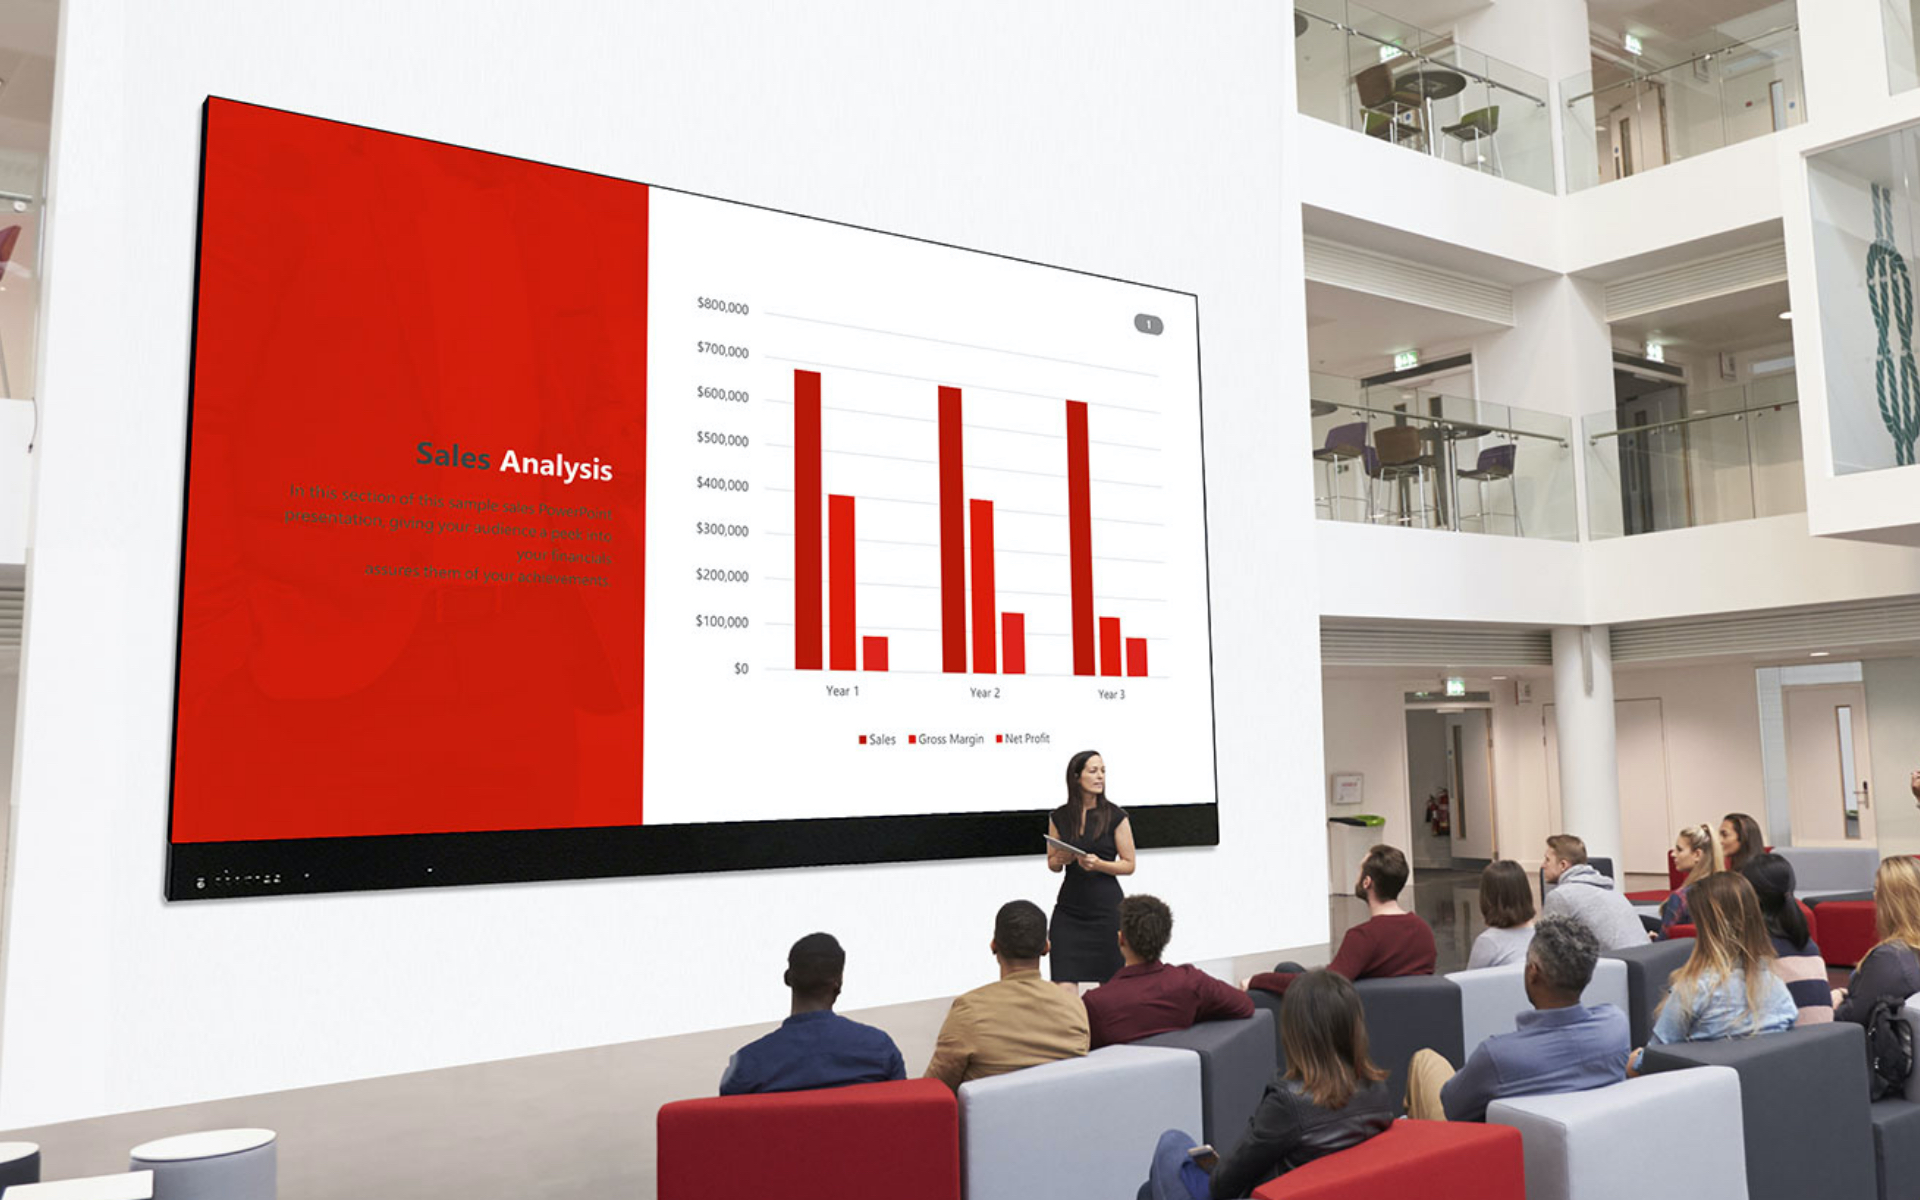 Sales Analysis
In this section of this sample sales PowerPoint
presentation, giving your audience a peek into
your financials
assures them of your achievements.
1
$800,000
$700,000
$600,000
$500,000
$400,000
$300,000
$200,000
$100,000
$0
Year 1 Year 2 Year 3
Sales Gross Margin Net Profit